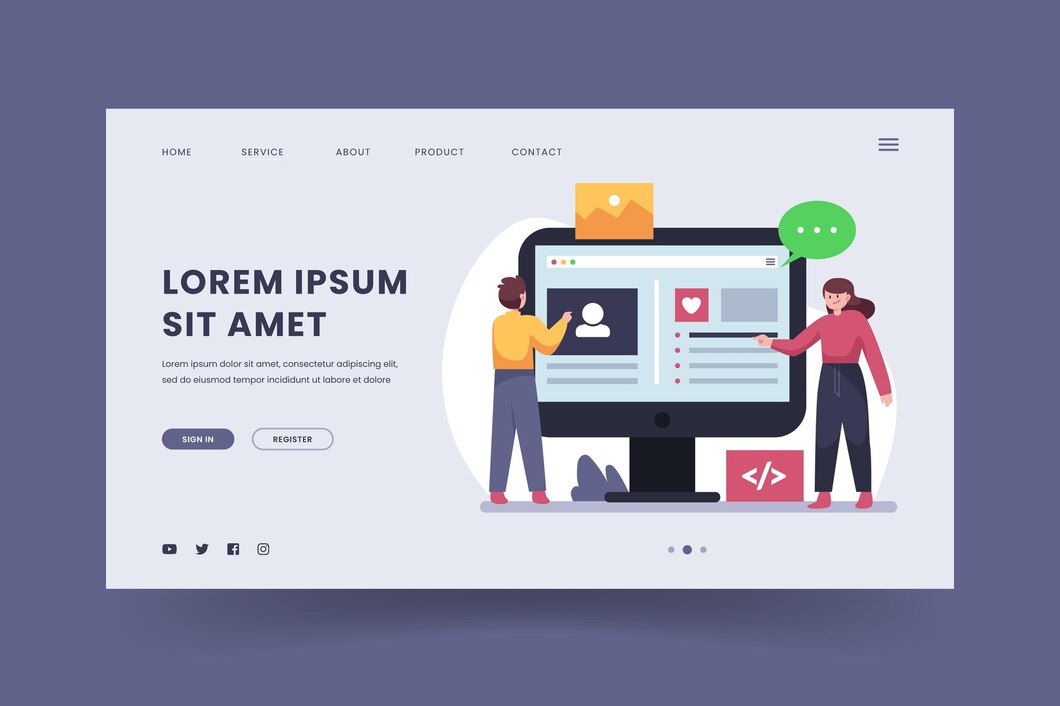 HOME SERVICE ABOUT PRODUCT CONTACT
LOREM IPSUM
SIT AMET
Lorem ipsum dolor sit amet, consectetur adipiscing elit,
sed do eiusmod tempor incididunt ut labore et dolore
SIGN IN REGISTER
</>